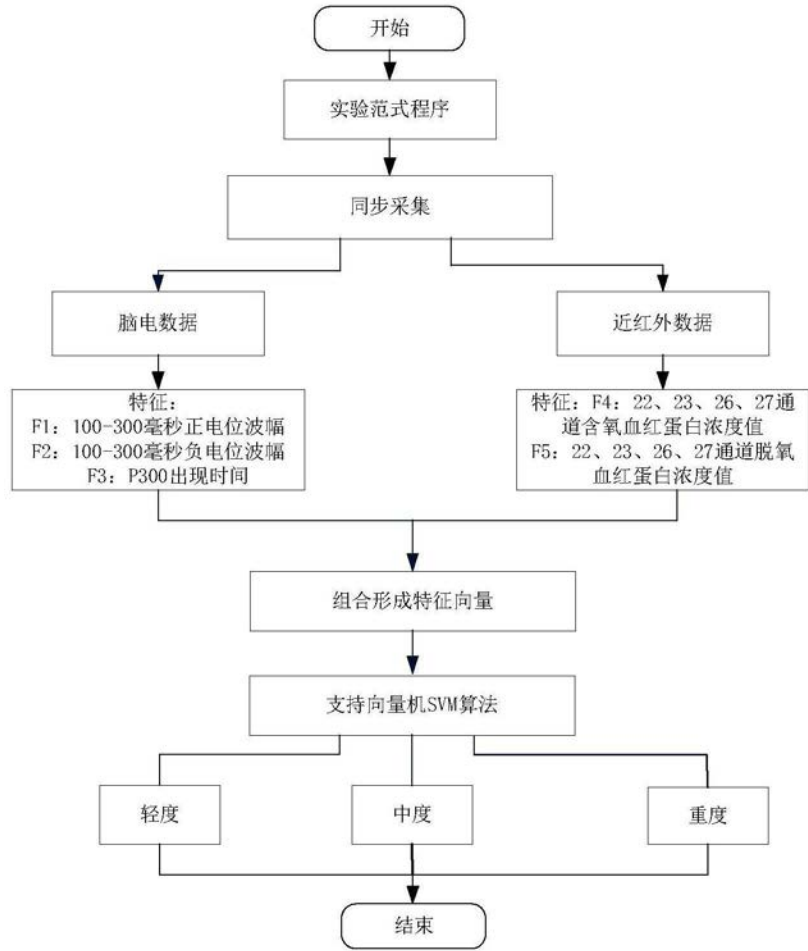 开始
实验范式程序
同步采集
脑电数据
近红外数据
特征：
F1：100-300毫秒正电位波幅
F2：100-300毫秒负电位波幅
F3：P300出现时间
特征：F4：22、23、26、27通
道含氧血红蛋白浓度值
F5：22、23、26、27通道脱氧
血红蛋白浓度值
组合形成特征向量
支持向量机SVM算法
轻度
中度
重度
结束